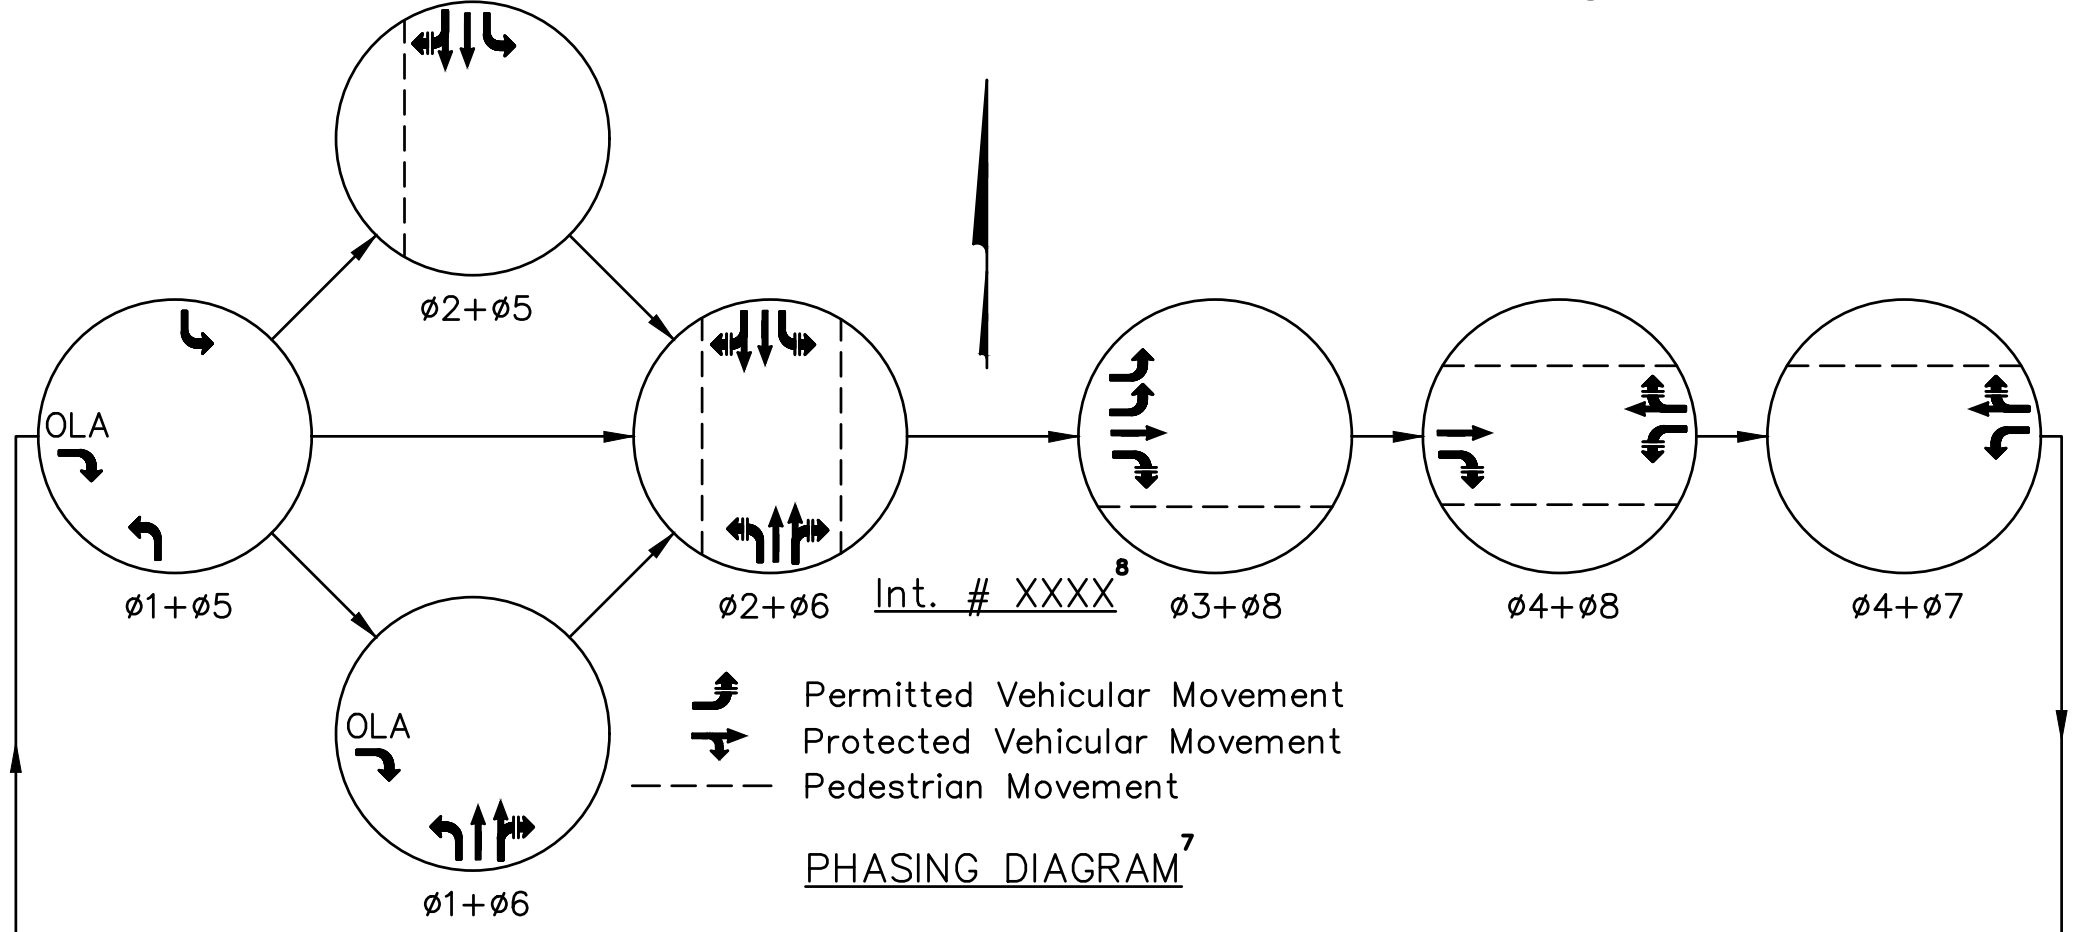 ø2+ø5
OLA
ø1+ø5
ø2+ø6
Int. # XXXX⁸
ø3+ø8
ø4+ø8
ø4+ø7
OLA
ø1+ø6
Permitted Vehicular Movement
Protected Vehicular Movement
Pedestrian Movement
PHASING DIAGRAM⁷